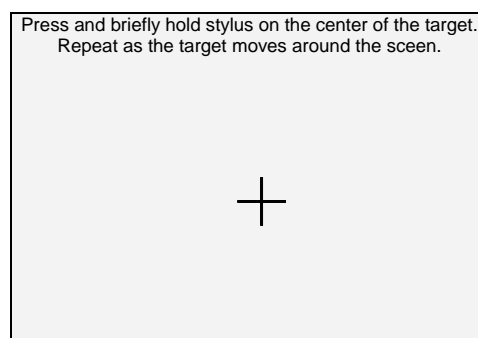 Press and briefly hold stylus on the center of the target.
Repeat as the target moves around the sceen.